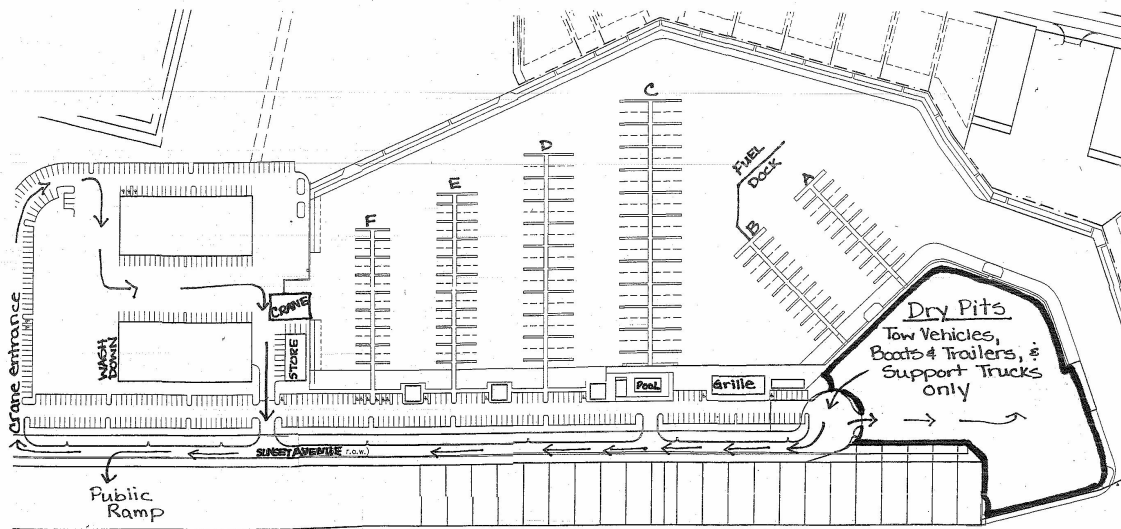 C
D
FUEL
DOCK
A
E
F
B
Crane entrance
CRANE
WASH
DOWN
STORE
POOL
Grille
Dry Pits
Tow Vehicles,
Boats & Trailers, &
Support Trucks
only
SUNSET AVENUE r.o.w.)
Public
Ramp